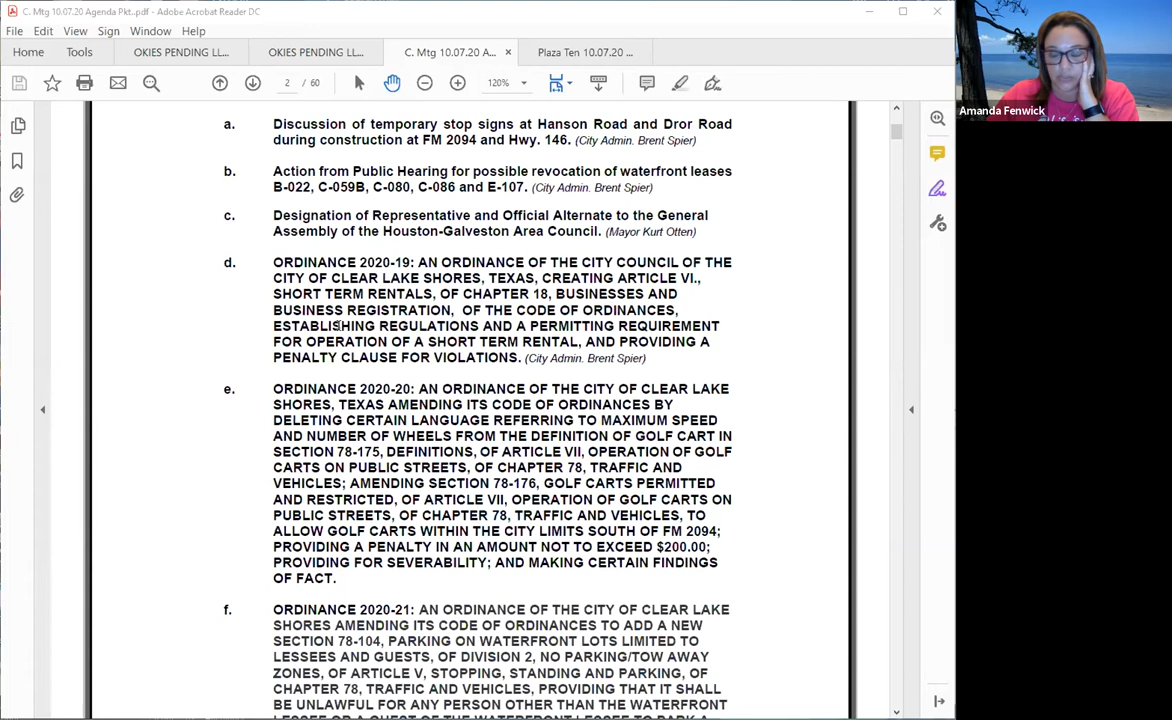 C. Mtg 10.07.20 Agenda Pkt..pdf - Adobe Acrobat Reader DC
File Edit View Sign Window Help
Home Tools OKIES PENDING LL... OKIES PENDING LL... C. Mtg 10.07.20 A... × Plaza Ten 10.07.20 ...
2 / 60 120%
Amanda Fenwick
a. Discussion of temporary stop signs at Hanson Road and Dror Road
during construction at FM 2094 and Hwy. 146. (City Admin. Brent Spier)
b. Action from Public Hearing for possible revocation of waterfront leases
B-022, C-059B, C-080, C-086 and E-107. (City Admin. Brent Spier)
c. Designation of Representative and Official Alternate to the General
Assembly of the Houston-Galveston Area Council. (Mayor Kurt Otten)
d. ORDINANCE 2020-19: AN ORDINANCE OF THE CITY COUNCIL OF THE
CITY OF CLEAR LAKE SHORES, TEXAS, CREATING ARTICLE VI.,
SHORT TERM RENTALS, OF CHAPTER 18, BUSINESSES AND
BUSINESS REGISTRATION, OF THE CODE OF ORDINANCES,
ESTABLISHING REGULATIONS AND A PERMITTING REQUIREMENT
FOR OPERATION OF A SHORT TERM RENTAL, AND PROVIDING A
PENALTY CLAUSE FOR VIOLATIONS. (City Admin. Brent Spier)
e. ORDINANCE 2020-20: AN ORDINANCE OF THE CITY OF CLEAR LAKE
SHORES, TEXAS AMENDING ITS CODE OF ORDINANCES BY
DELETING CERTAIN LANGUAGE REFERRING TO MAXIMUM SPEED
AND NUMBER OF WHEELS FROM THE DEFINITION OF GOLF CART IN
SECTION 78-175, DEFINITIONS, OF ARTICLE VII, OPERATION OF GOLF
CARTS ON PUBLIC STREETS, OF CHAPTER 78, TRAFFIC AND
VEHICLES; AMENDING SECTION 78-176, GOLF CARTS PERMITTED
AND RESTRICTED, OF ARTICLE VII, OPERATION OF GOLF CARTS ON
PUBLIC STREETS, OF CHAPTER 78, TRAFFIC AND VEHICLES, TO
ALLOW GOLF CARTS WITHIN THE CITY LIMITS SOUTH OF FM 2094;
PROVIDING A PENALTY IN AN AMOUNT NOT TO EXCEED $200.00;
PROVIDING FOR SEVERABILITY; AND MAKING CERTAIN FINDINGS
OF FACT.
f. ORDINANCE 2020-21: AN ORDINANCE OF THE CITY OF CLEAR LAKE
SHORES AMENDING ITS CODE OF ORDINANCES TO ADD A NEW
SECTION 78-104, PARKING ON WATERFRONT LOTS LIMITED TO
LESSEES AND GUESTS, OF DIVISION 2, NO PARKING/TOW AWAY
ZONES, OF ARTICLE V, STOPPING, STANDING AND PARKING, OF
CHAPTER 78, TRAFFIC AND VEHICLES, PROVIDING THAT IT SHALL
BE UNLAWFUL FOR ANY PERSON OTHER THAN THE WATERFRONT
LESSEE OR A GUEST OF THE WATERFRONT LESSEE TO PARK A